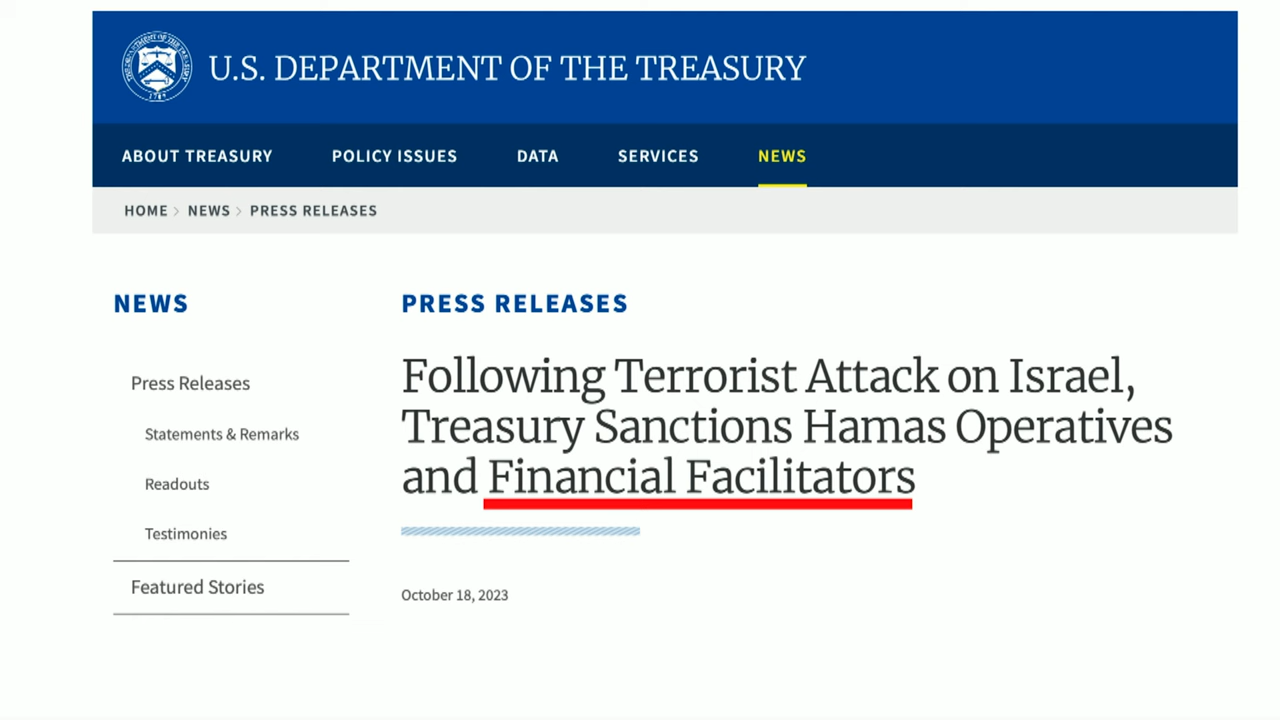 U.S. DEPARTMENT OF THE TREASURY
ABOUT TREASURY POLICY ISSUES DATA SERVICES NEWS
HOME > NEWS > PRESS RELEASES
NEWS
Press Releases
Statements & Remarks
Readouts
Testimonies
Featured Stories
PRESS RELEASES
Following Terrorist Attack on Israel,
Treasury Sanctions Hamas Operatives
and Financial Facilitators
October 18, 2023